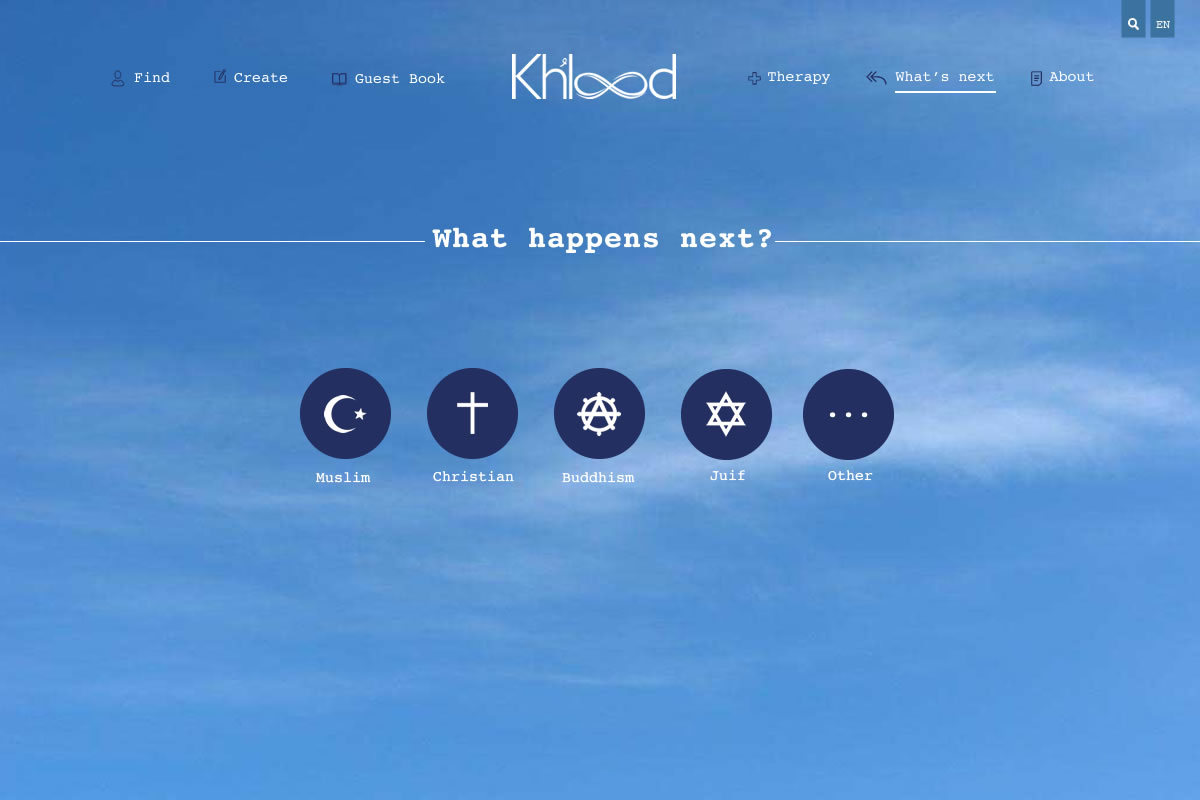 EN
Find
Create
Guest Book
Khlood
Therapy
What's next
About
What happens next?
Muslim
Christian
Buddhism
Juif
Other